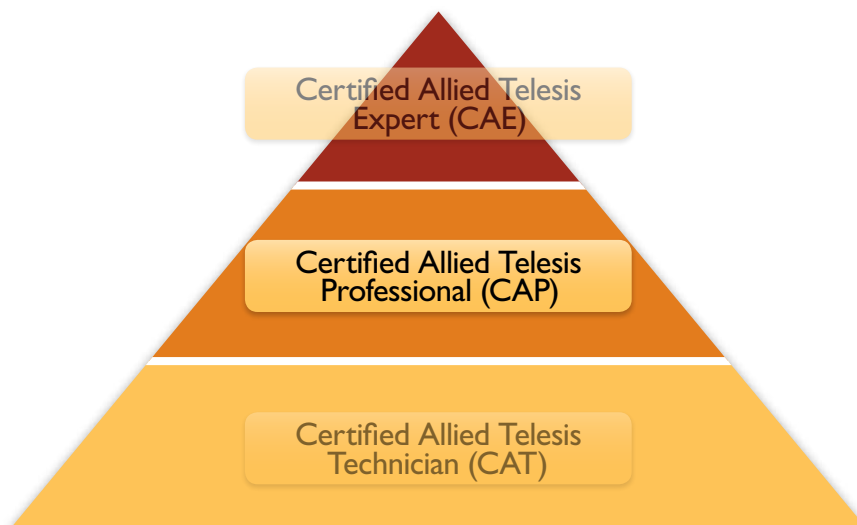 Certified Allied Telesis
Expert (CAE)
Certified Allied Telesis
Professional (CAP)
Certified Allied Telesis
Technician (CAT)